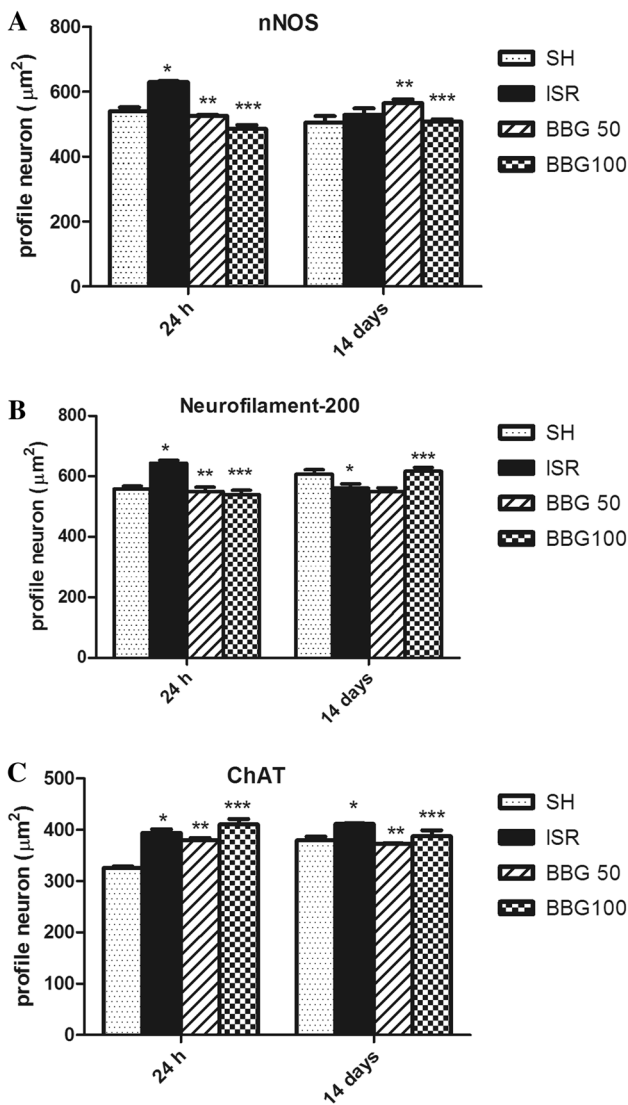 A
nNOS
profile neuron ( μm²)
800
600
400
200
0
* ** *** ** ***
24 h
14 days
SH
ISR
BBG 50
BBG100
B
Neurofilament-200
profile neuron (μm²)
800
600
400
200
0
* ** *** * ***
24 h
14 days
SH
ISR
BBG 50
BBG100
C
ChAT
profile neuron (μm²)
500
400
300
200
100
0
* ** *** * ** ***
24 h
14 days
SH
ISR
BBG 50
BBG100